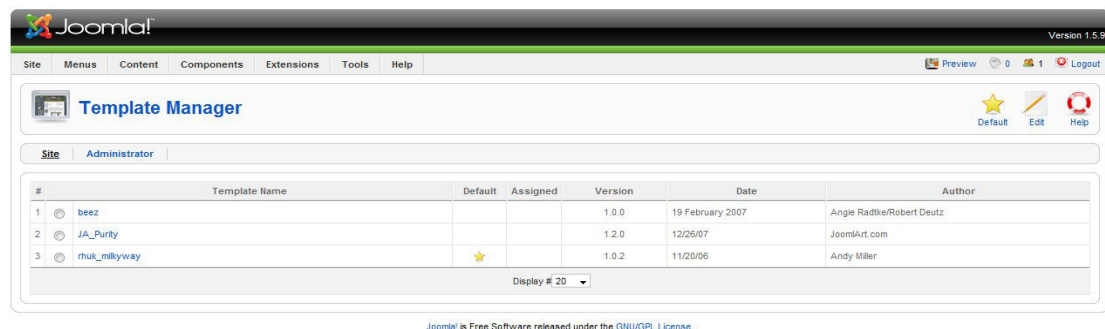 Joomla!
Version 1.5.9
Site Menus Content Components Extensions Tools Help Preview 0 1 Logout
Template Manager Default Edit Help
Site Administrator
# Template Name Default Assigned Version Date Author
1 beez 1.0.0 19 February 2007 Angie Radtke/Robert Deutz
2 JA_Purity 1.2.0 12/26/07 JoomlArt.com
3 rhuk_milkyway 1.0.2 11/20/06 Andy Miller
Display # 20
Joomla! is Free Software released under the GNU/GPL License.